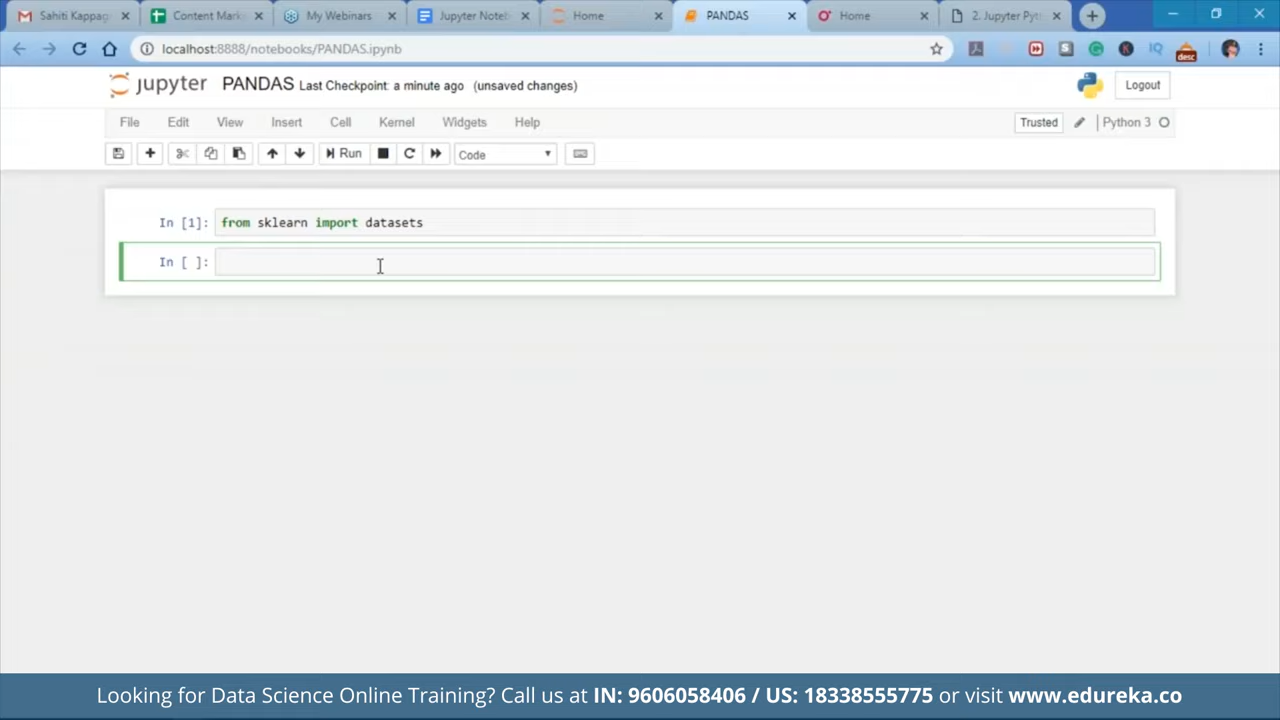 Sahiti Kappag
Content Mark
My Webinars
Jupyter Noteb
Home
PANDAS
Home
2. Jupyter Pyt
localhost:8888/notebooks/PANDAS.ipynb
IQ
desc
jupyter PANDAS Last Checkpoint: a minute ago (unsaved changes)
Logout
File Edit View Insert Cell Kernel Widgets Help
Trusted
Python 3
Run
Code
In [1]: from sklearn import datasets
In [ ]:
Looking for Data Science Online Training? Call us at IN: 9606058406 / US: 18338555775 or visit www.edureka.co